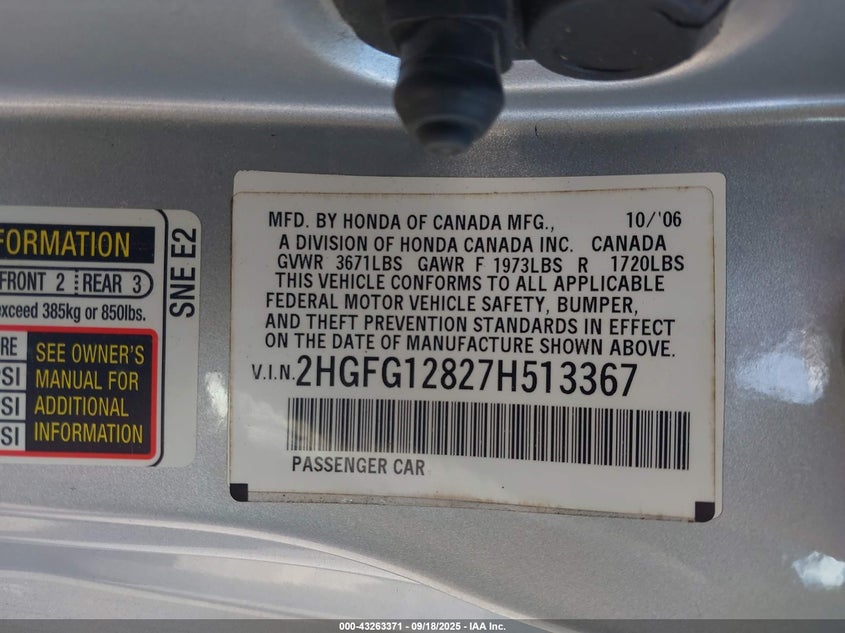 FORMATION
FRONT 2 REAR 3
exceed 385kg or 850lbs.
RE
PSI
SI
SI
SEE OWNER'S
MANUAL FOR
ADDITIONAL
INFORMATION
SNE E2
MFD. BY HONDA OF CANADA MFG., 10/'06
A DIVISION OF HONDA CANADA INC. CANADA
GVWR 3671LBS GAWR F 1973LBS R 1720LBS
THIS VEHICLE CONFORMS TO ALL APPLICABLE
FEDERAL MOTOR VEHICLE SAFETY, BUMPER,
AND THEFT PREVENTION STANDARDS IN EFFECT
ON THE DATE OF MANUFACTURE SHOWN ABOVE.
V.I.N. 2HGFG12827H513367
PASSENGER CAR
000-43263371 - 09/18/2025 - IAA Inc.